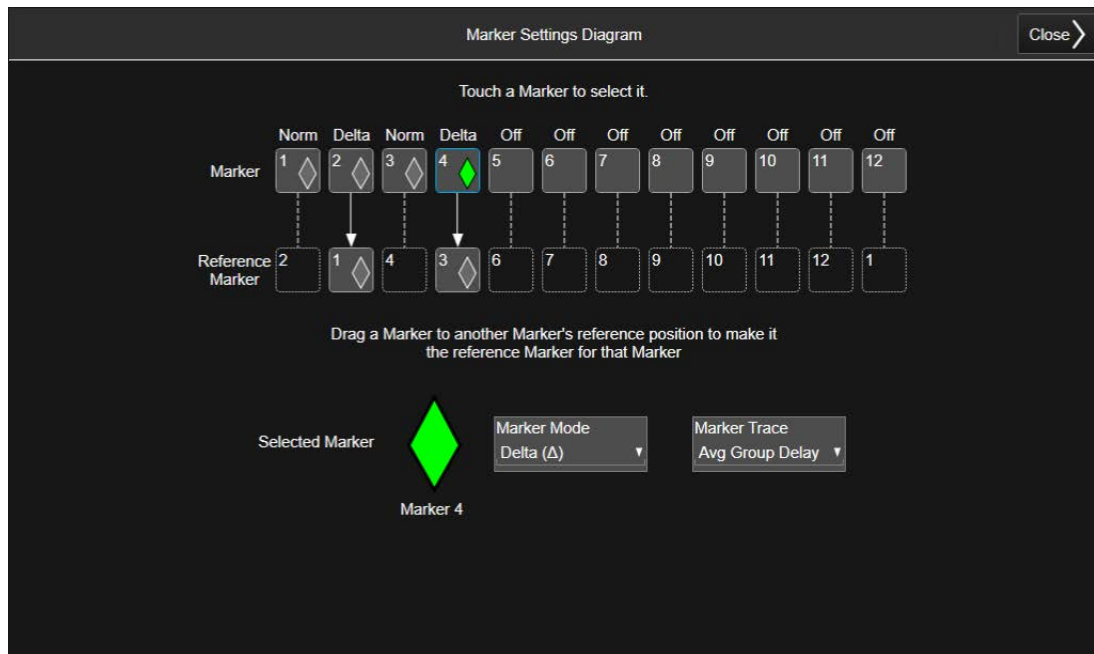 Marker Settings Diagram
Close
Touch a Marker to select it.
Norm Delta Norm Delta Off Off Off Off Off Off Off Off
Marker 1 2 3 4 5 6 7 8 9 10 11 12
Reference 2 1 4 3 6 7 8 9 10 11 12 1
Marker
Drag a Marker to another Marker's reference position to make it
the reference Marker for that Marker
Selected Marker
Marker Mode
Delta (Δ)
Marker Trace
Avg Group Delay
Marker 4